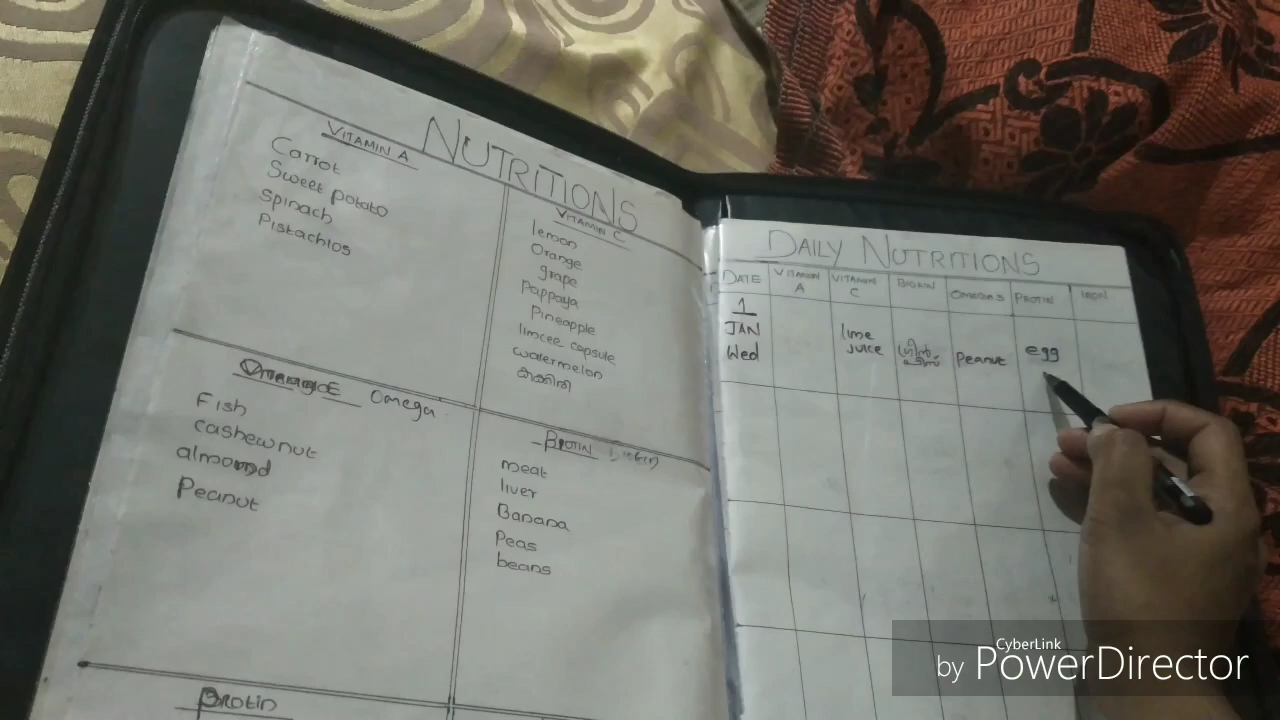 NUTRITIONS
VITAMIN A
Carrot
Sweet potato
Spinach
Pistachios
VITAMIN C
lemon
Orange
grape
Pappaya
Pineapple
limcee capsule
watermelon
Omega
Fish
cashewnut
almond
Peanut
BIOTIN
meat
liver
Banana
Peas
beans
Protin
DAILY NUTRITIONS
DATE VITAMIN A VITAMIN C BIOTIN OMEGAS PROTIN IRON
1 JAN Wed lime juice ഗ്രീൻ പീസ് Peanut egg
CyberLink
by PowerDirector